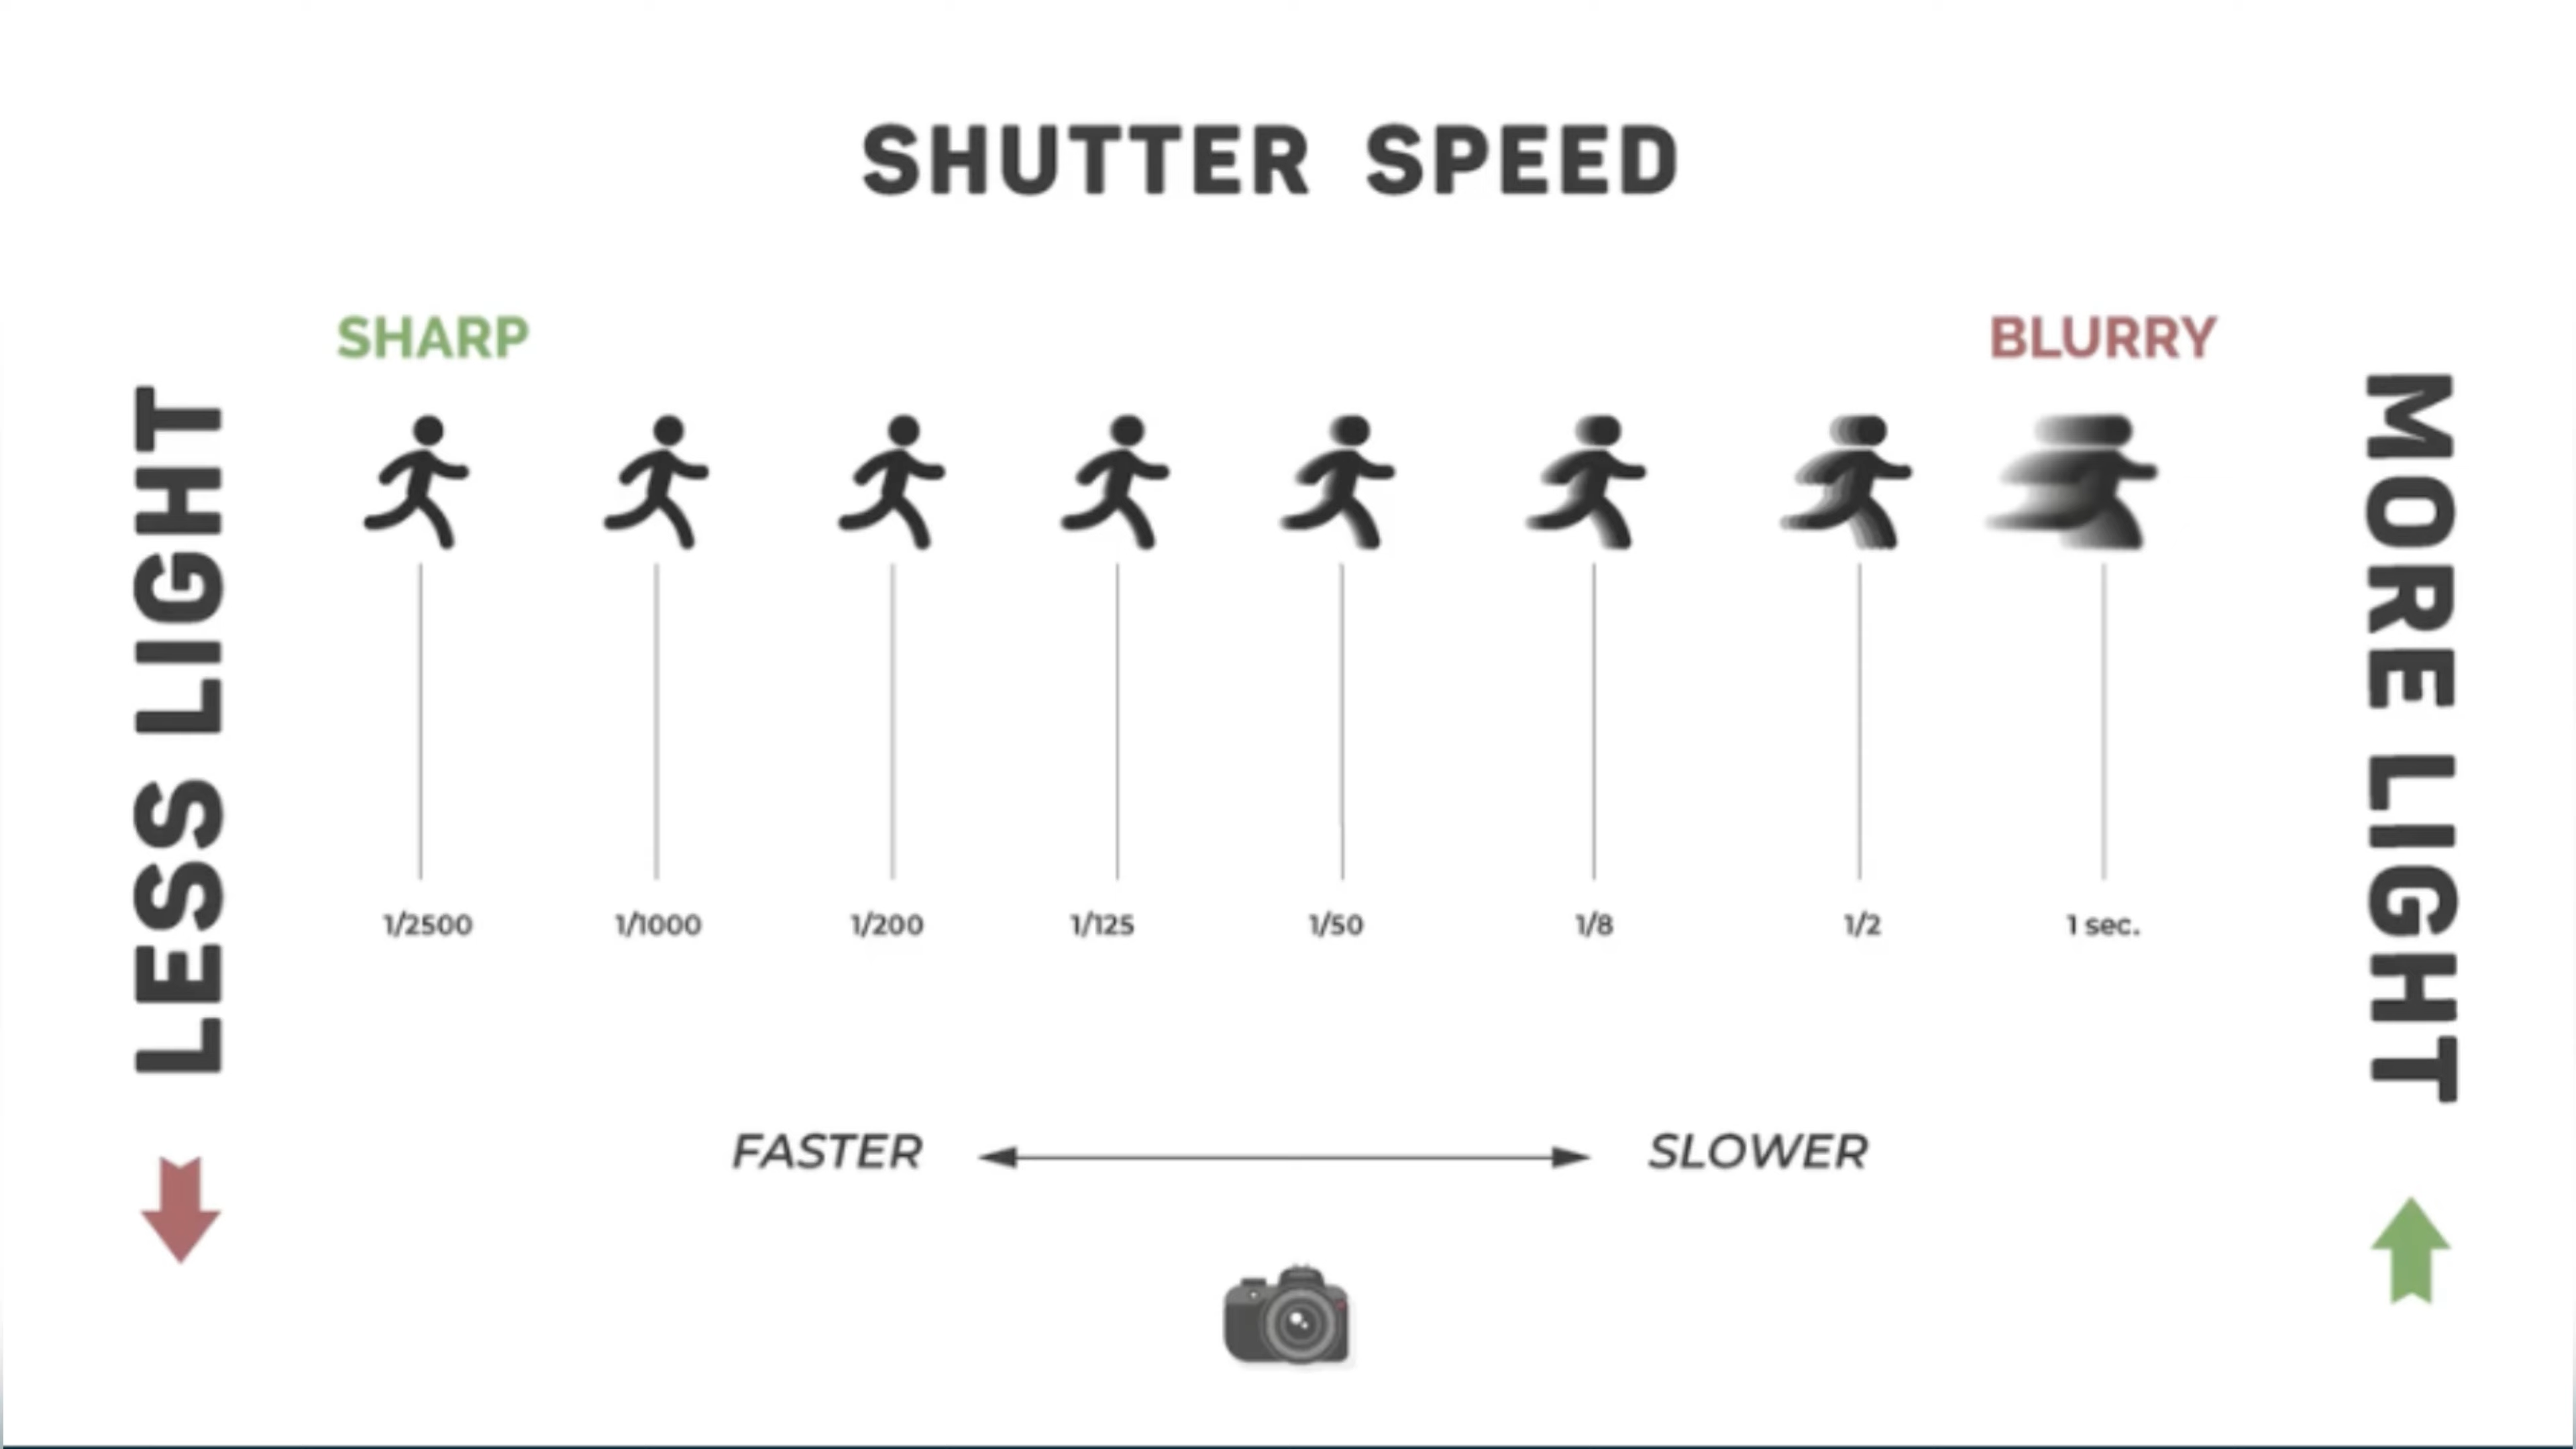 SHUTTER SPEED
SHARP
BLURRY
LESS LIGHT
MORE LIGHT
1/2500
1/1000
1/200
1/125
1/50
1/8
1/2
1 sec.
FASTER
SLOWER